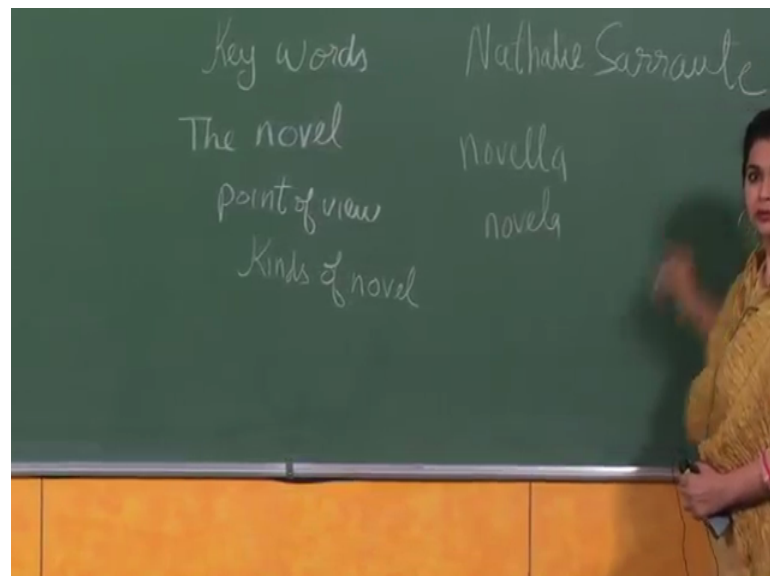 Key words
The novel
point of view
Kinds of novel
Nathalie Sarraute
novella
novela